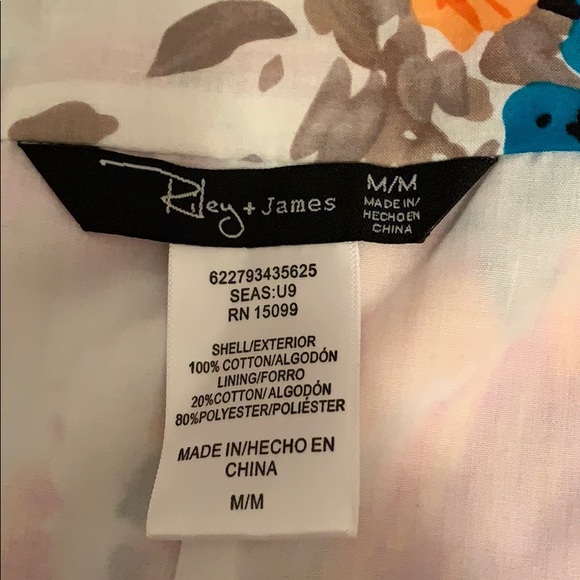 Riley + James
M/M
MADE IN/
HECHO EN
CHINA
622793435625
SEAS:U9
RN 15099
SHELL/EXTERIOR
100% COTTON/ALGODÓN
LINING/FORRO
20%COTTON/ALGODÓN
80%POLYESTER/POLIÉSTER
MADE IN/HECHO EN
CHINA
M/M